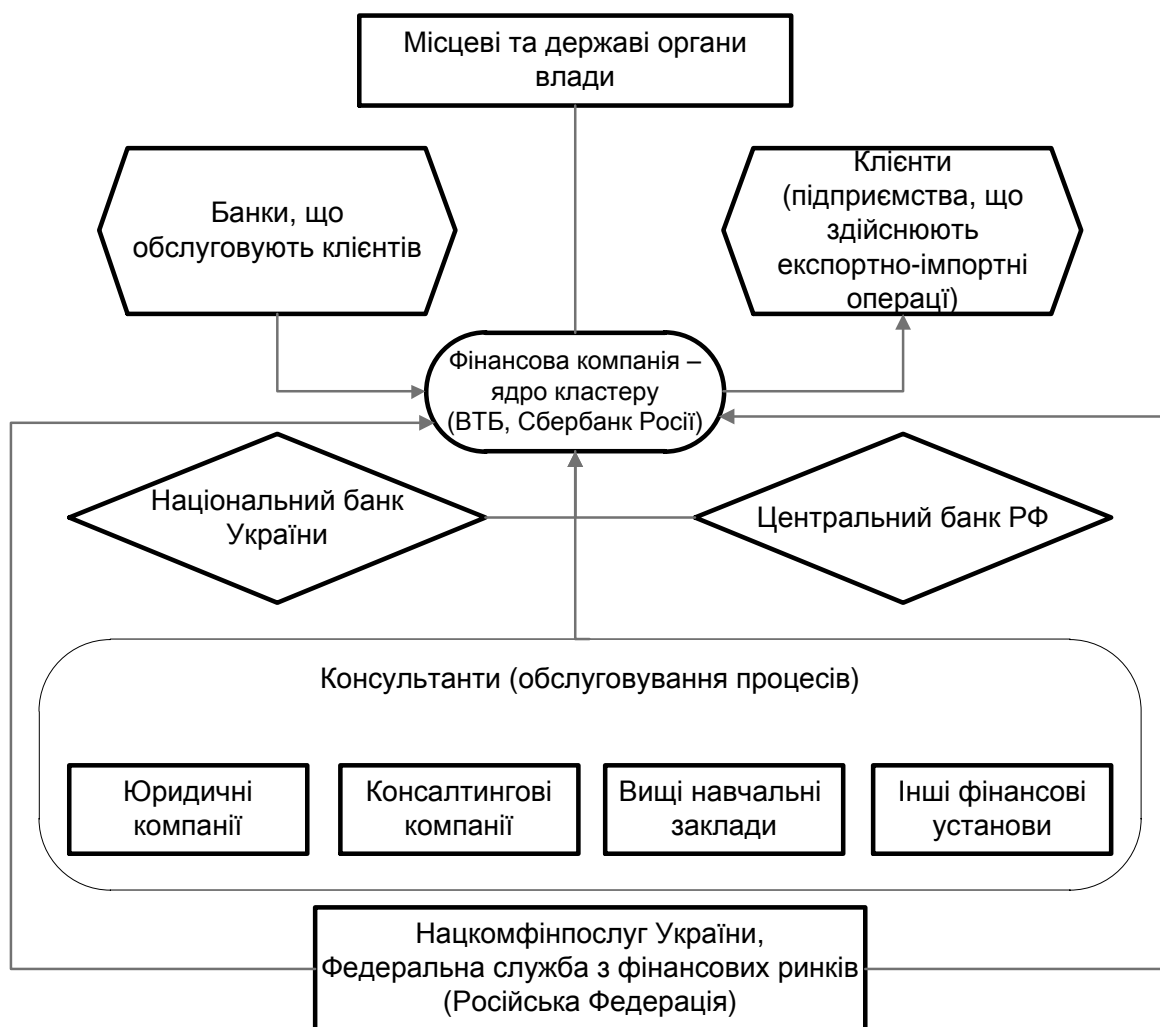 Місцеві та державі органи
влади
Банки, що
обслуговують клієнтів
Клієнти
(підприємства, що
здійснюють
експортно-імпортні
операцї)
Фінансова компанія –
ядро кластеру
(ВТБ, Сбербанк Росії)
Національний банк
України
Центральний банк РФ
Консультанти (обслуговування процесів)
Юридичні
компанії
Консалтингові
компанії
Вищі навчальні
заклади
Інші фінансові
установи
Нацкомфінпослуг України,
Федеральна служба з фінансових ринків
(Російська Федерація)